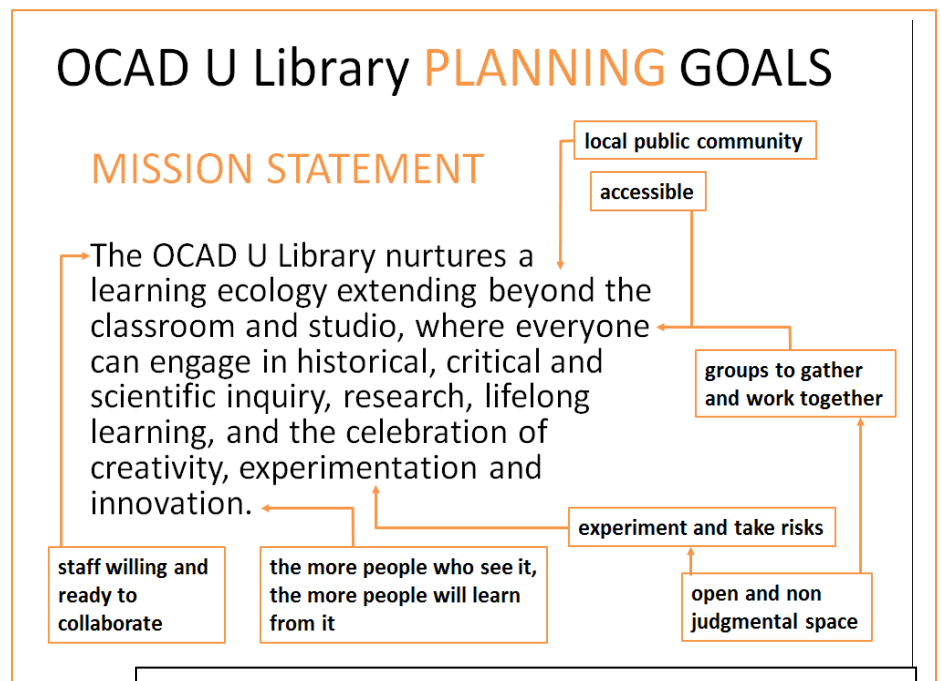 OCAD U Library PLANNING GOALS
MISSION STATEMENT
local public community
accessible
The OCAD U Library nurtures a
learning ecology extending beyond the
classroom and studio, where everyone
can engage in historical, critical and
scientific inquiry, research, lifelong
learning, and the celebration of
creativity, experimentation and
innovation.
groups to gather
and work together
experiment and take risks
staff willing and
ready to
collaborate
the more people who see it,
the more people will learn
from it
open and non
judgmental space